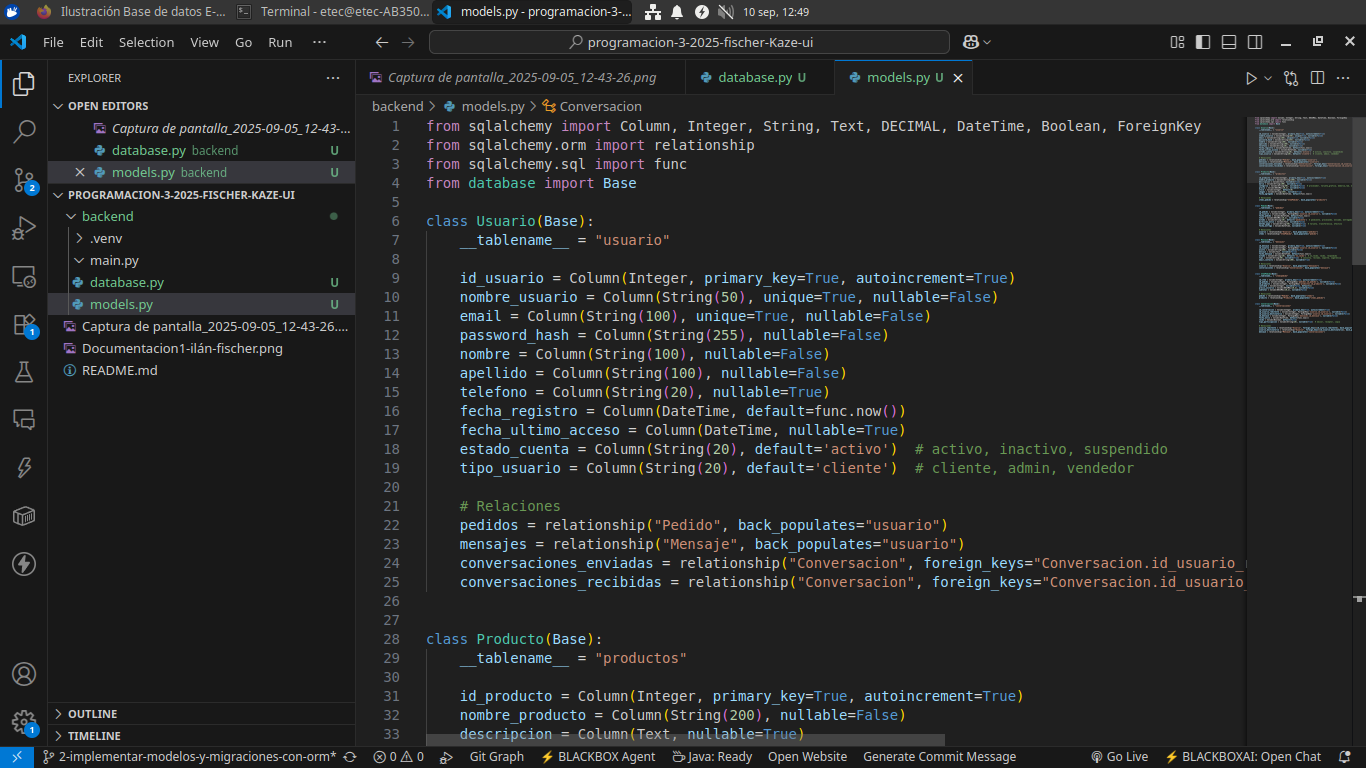 Ilustración Base de datos E-...
Terminal - etec@etec-AB350...
models.py - programacion-3-...
10 sep, 12:49
File Edit Selection View Go Run ···
programacion-3-2025-fischer-Kaze-ui
EXPLORER
OPEN EDITORS
Captura de pantalla_2025-09-05_12-43-...
database.py backend U
models.py backend U
PROGRAMACION-3-2025-FISCHER-KAZE-UI
backend
.venv
main.py
database.py U
models.py U
Captura de pantalla_2025-09-05_12-43-26....
Documentacion1-ilán-fischer.png
README.md
OUTLINE
TIMELINE
2
1
1
Captura de pantalla_2025-09-05_12-43-26.png
database.py U
models.py U
backend > models.py > Conversacion
1 from sqlalchemy import Column, Integer, String, Text, DECIMAL, DateTime, Boolean, ForeignKey
2 from sqlalchemy.orm import relationship
3 from sqlalchemy.sql import func
4 from database import Base
5
6 class Usuario(Base):
7 __tablename__ = "usuario"
8
9 id_usuario = Column(Integer, primary_key=True, autoincrement=True)
10 nombre_usuario = Column(String(50), unique=True, nullable=False)
11 email = Column(String(100), unique=True, nullable=False)
12 password_hash = Column(String(255), nullable=False)
13 nombre = Column(String(100), nullable=False)
14 apellido = Column(String(100), nullable=False)
15 telefono = Column(String(20), nullable=True)
16 fecha_registro = Column(DateTime, default=func.now())
17 fecha_ultimo_acceso = Column(DateTime, nullable=True)
18 estado_cuenta = Column(String(20), default='activo') # activo, inactivo, suspendido
19 tipo_usuario = Column(String(20), default='cliente') # cliente, admin, vendedor
20
21 # Relaciones
22 pedidos = relationship("Pedido", back_populates="usuario")
23 mensajes = relationship("Mensaje", back_populates="usuario")
24 conversaciones_enviadas = relationship("Conversacion", foreign_keys="Conversacion.id_usuario_
25 conversaciones_recibidas = relationship("Conversacion", foreign_keys="Conversacion.id_usuario
26
27
28 class Producto(Base):
29 __tablename__ = "productos"
30
31 id_producto = Column(Integer, primary_key=True, autoincrement=True)
32 nombre_producto = Column(String(200), nullable=False)
33 descripcion = Column(Text, nullable=True)
2-implementar-modelos-y-migraciones-con-orm* 0 0 Git Graph BLACKBOX Agent Java: Ready Open Website Generate Commit Message Go Live BLACKBOXAI: Open Chat